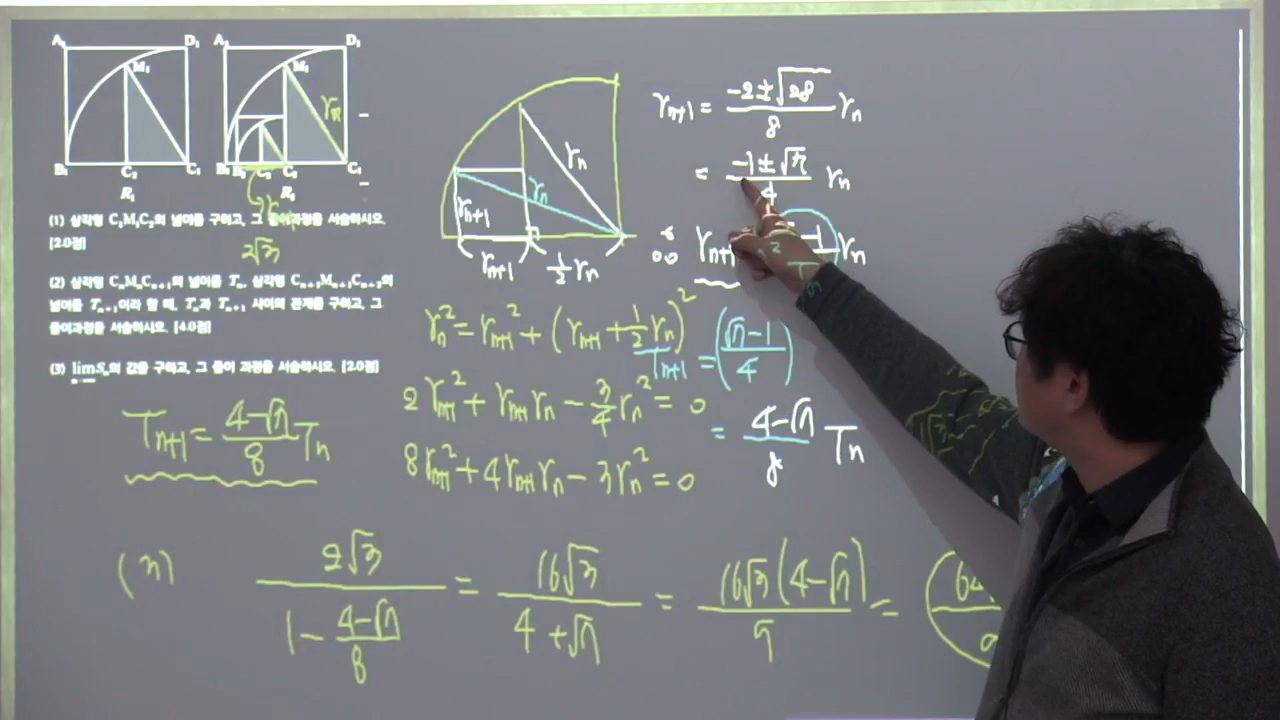 A₁ D₁ A₁ D₁
M₁ M₁ rₙ
B₁ C₂ C₁ B₁ B₂ C₂ C₁
R₁
2√3
(1) 삼각형 C₁M₁C₂의 넓이를 구하고, 그 풀이과정을 서술하시오.
[2.0점]
(2) 삼각형 CₙMₙCₙ₊₁의 넓이를 Tₙ, 삼각형 Cₙ₊₁Mₙ₊₁Cₙ₊₂의
넓이를 Tₙ₊₁이라 할 때, Tₙ과 Tₙ₊₁ 사이의 관계를 구하고, 그
풀이과정을 서술하시오. [4.0점]
(3) lim Sₙ의 값을 구하고, 그 풀이 과정을 서술하시오. [2.0점]
Tₙ₊₁ = (4-√7)/8 Tₙ
rₙ
rₙ
rₙ₊₁
rₙ₊₁ 1/2 rₙ
rₙ² = rₙ₊₁² + (rₙ₊₁ + 1/2 rₙ)²
2rₙ₊₁² + rₙ₊₁rₙ - 3/4 rₙ² = 0
8rₙ₊₁² + 4rₙ₊₁rₙ - 3rₙ² = 0
rₙ₊₁ = (-2±√28)/8 rₙ
= (-1±√7)/4 rₙ
∴ rₙ₊₁ -1 rₙ
Tₙ₊₁ = ((√7-1)/4)²
= (4-√7)/8 Tₙ
2√3/(1 - (4-√7)/8) = 16√3/(4+√7) = 16√3(4-√7)/9 =